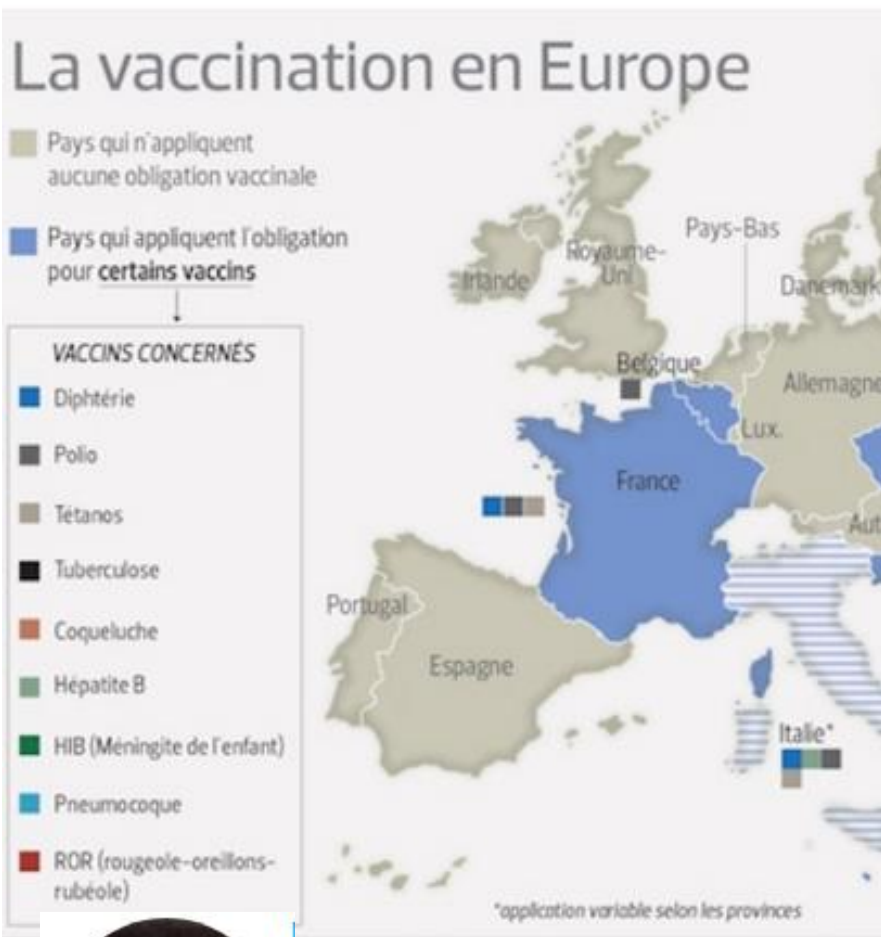 La vaccination en Europe
Pays qui n'appliquent
aucune obligation vaccinale
Pays qui appliquent l'obligation
pour certains vaccins
VACCINS CONCERNÉS
Diphtérie
Polio
Tétanos
Tuberculose
Coqueluche
Hépatite B
HIB (Méningite de l'enfant)
Pneumocoque
ROR (rougeole-oreillons-
rubéole)
Irlande
Royaume-
Uni
Pays-Bas
Danemark
Belgique
Allemagne
Lux.
France
Aut
Portugal
Espagne
Italie*
*application variable selon les provinces